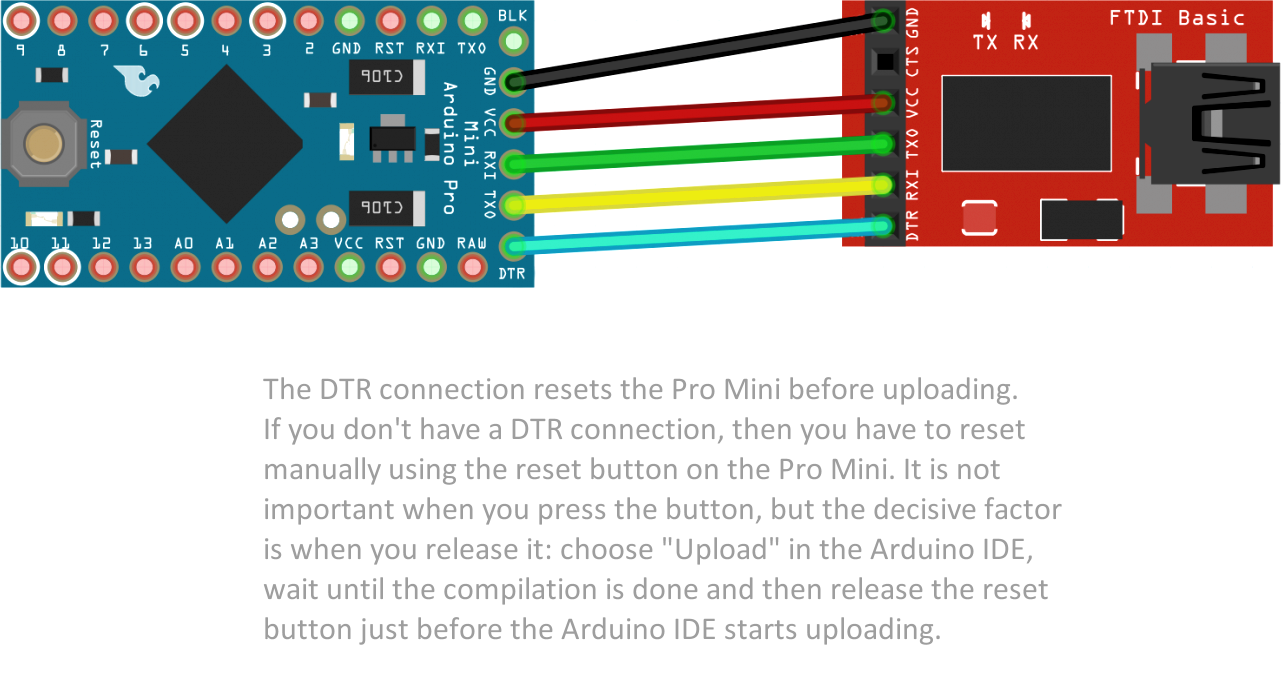 9 8 7 6 5 4 3 2 GND RST RXI TXO BLK
GND
VCC
RXI
TXO
DTR
Reset
Arduino Pro
Mini
10 11 12 13 A0 A1 A2 A3 VCC RST GND RAW
FTDI Basic
TX RX
GND
CTS
VCC
TXO
RXI
DTR
The DTR connection resets the Pro Mini before uploading.
If you don't have a DTR connection, then you have to reset
manually using the reset button on the Pro Mini. It is not
important when you press the button, but the decisive factor
is when you release it: choose "Upload" in the Arduino IDE,
wait until the compilation is done and then release the reset
button just before the Arduino IDE starts uploading.